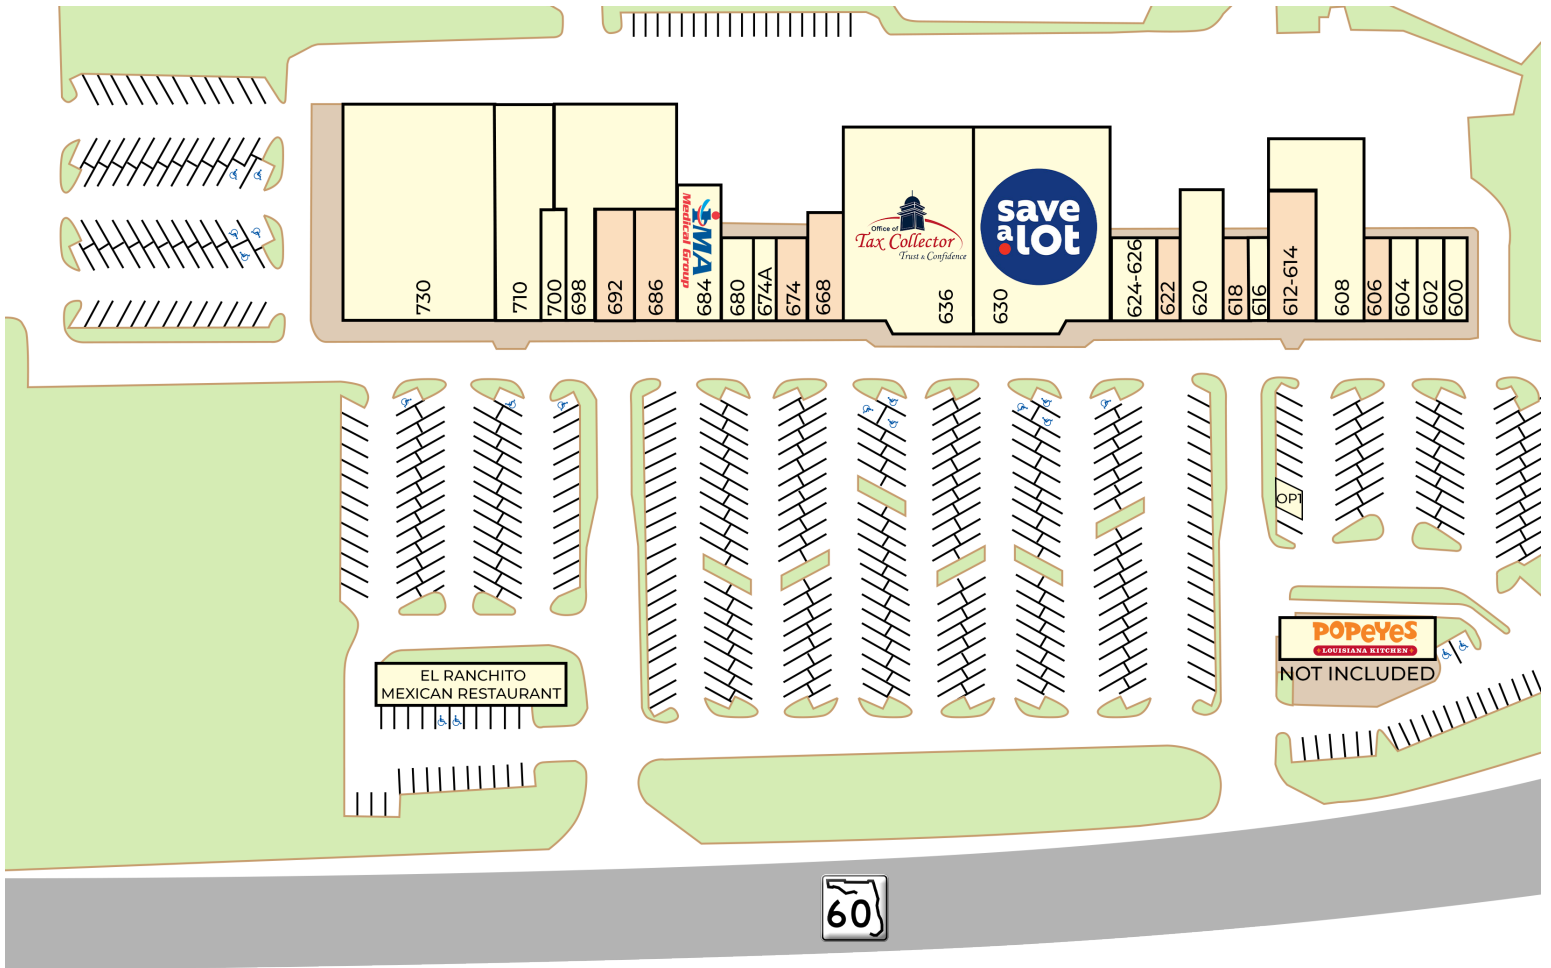 730
710
700
698
692
686
IMA
Medical Group
684
680
674A
674
668
Office of
Tax Collector
Trust & Confidence
636
save
a
lot
630
624-626
622
620
618
616
612-614
608
606
604
602
600
OP1
EL RANCHITO
MEXICAN RESTAURANT
POPEYES
LOUISIANA KITCHEN
NOT INCLUDED
60